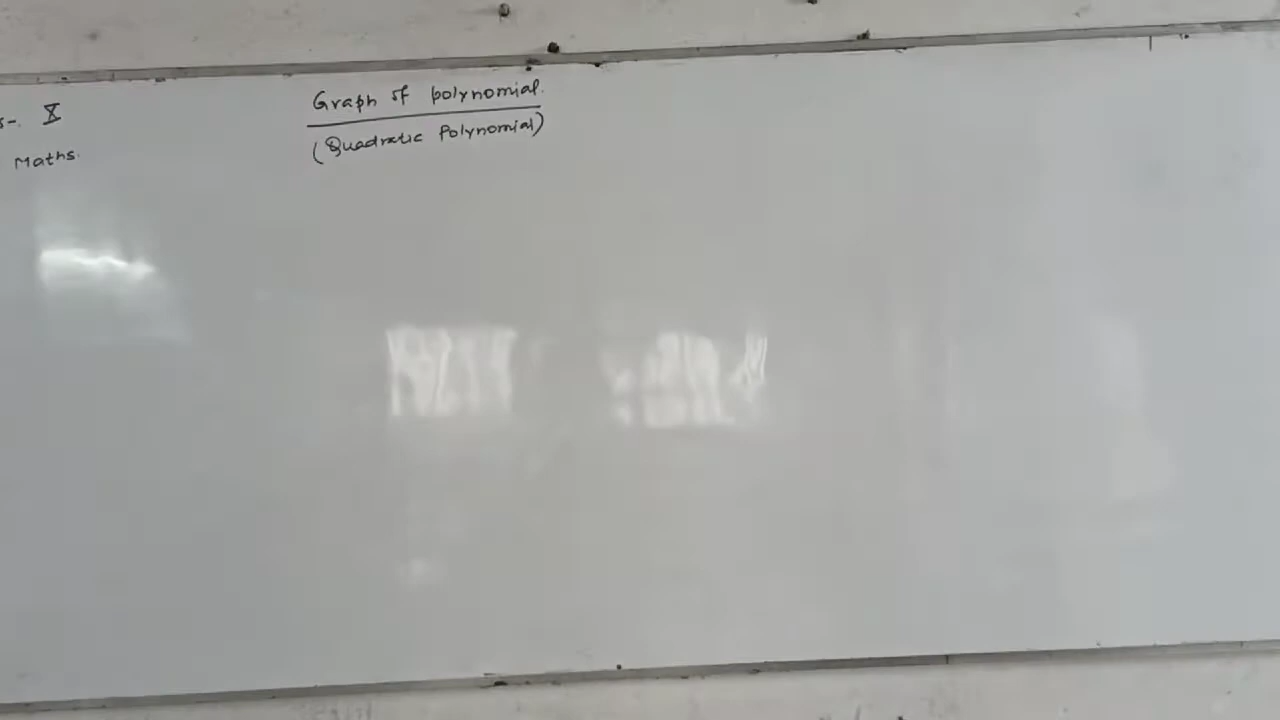 s- X
Maths.
Graph of polynomial.
(Quadratic Polynomial)